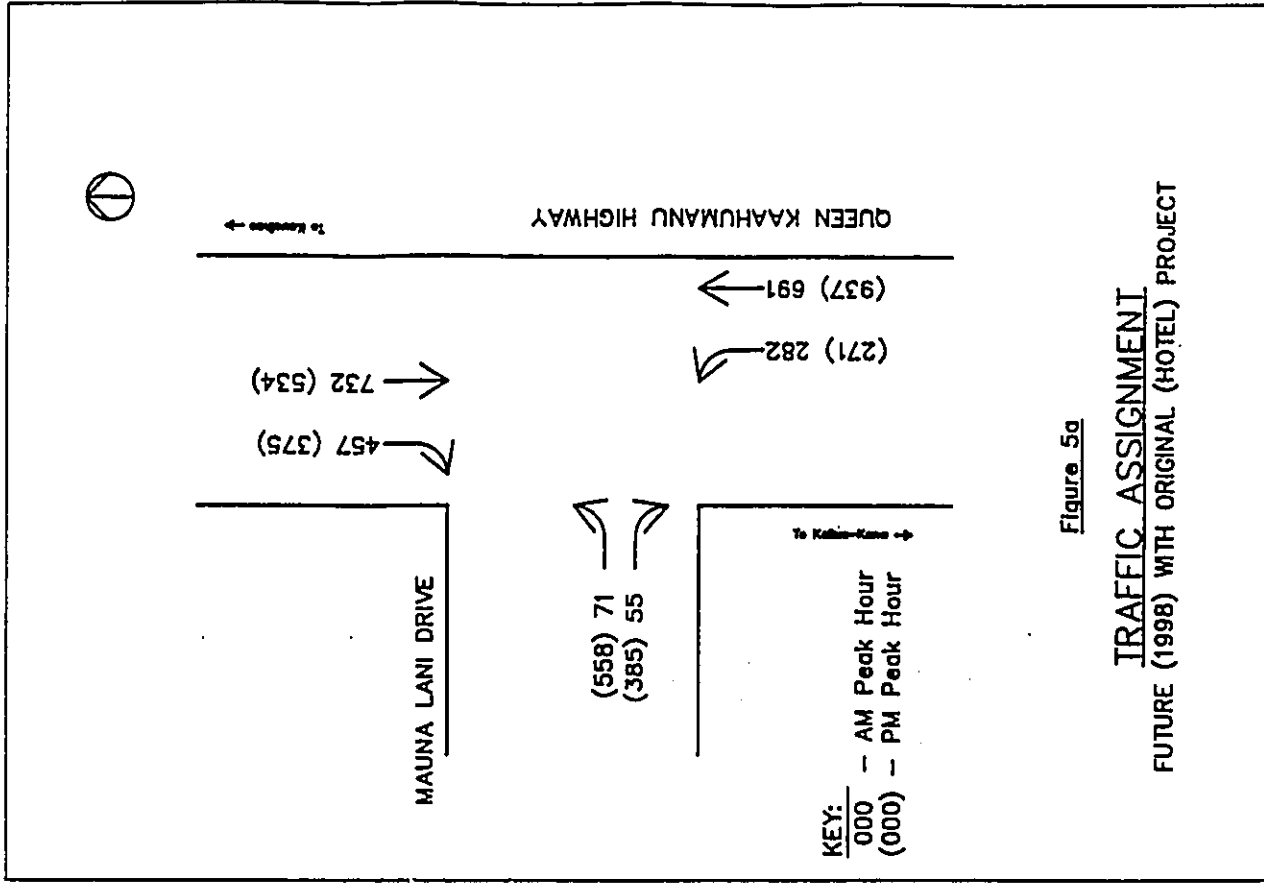 To Kawaihae →
QUEEN KAAHUMANU HIGHWAY
732 (534)
457 (375)
(937) 691
(271) 282
MAUNA LANI DRIVE
(558) 71
(385) 55
To Kailua-Kona →
KEY:
000 – AM Peak Hour
(000) – PM Peak Hour
Figure 5a
TRAFFIC ASSIGNMENT
FUTURE (1998) WITH ORIGINAL (HOTEL) PROJECT